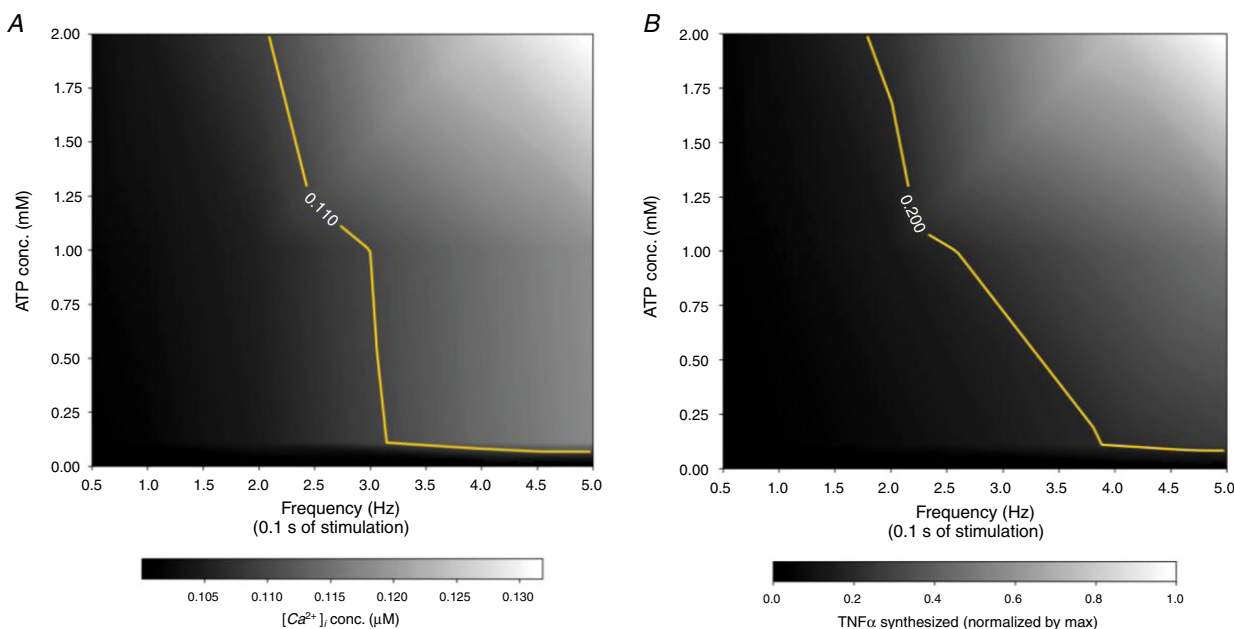 A
2.00
1.75
1.50
1.25
1.00
0.75
0.50
0.25
0.00
ATP conc. (mM)
0.110
0.5 1.0 1.5 2.0 2.5 3.0 3.5 4.0 4.5 5.0
Frequency (Hz)
(0.1 s of stimulation)
0.105 0.110 0.115 0.120 0.125 0.130
[Ca²⁺]ᵢ conc. (μM)
B
2.00
1.75
1.50
1.25
1.00
0.75
0.50
0.25
0.00
ATP conc. (mM)
0.200
0.5 1.0 1.5 2.0 2.5 3.0 3.5 4.0 4.5 5.0
Frequency (Hz)
(0.1 s of stimulation)
0.0 0.2 0.4 0.6 0.8 1.0
TNFα synthesized (normalized by max)